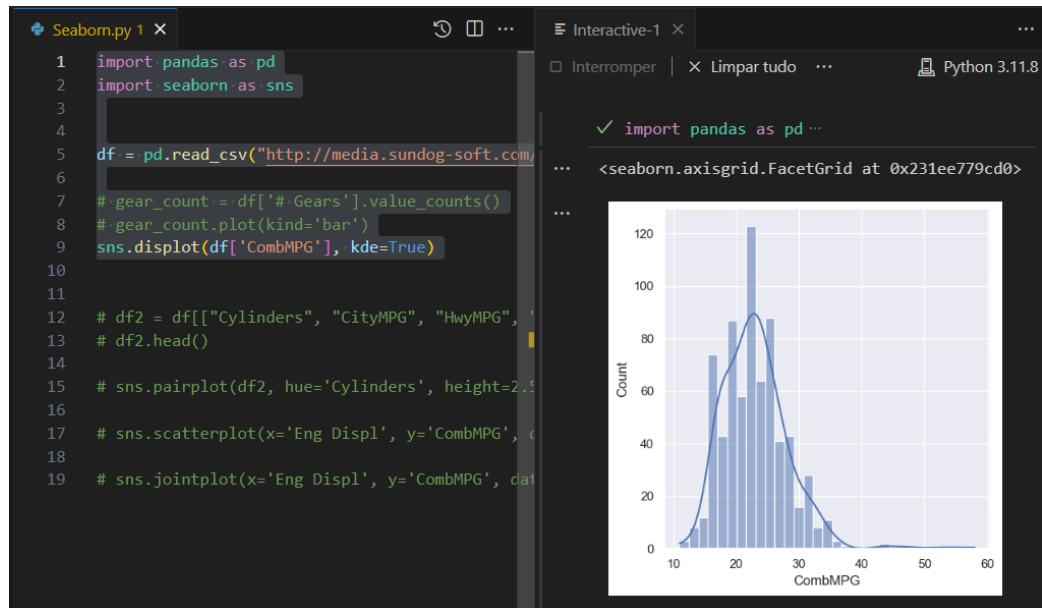 Seaborn.py 1
1 import pandas as pd
2 import seaborn as sns
3
4
5 df = pd.read_csv("http://media.sundog-soft.com/
6
7 # gear_count = df['# Gears'].value_counts()
8 # gear_count.plot(kind='bar')
9 sns.displot(df['CombMPG'], kde=True)
10
11
12 # df2 = df[["Cylinders", "CityMPG", "HwyMPG", "
13 # df2.head()
14
15 # sns.pairplot(df2, hue='Cylinders', height=2.5
16
17 # sns.scatterplot(x='Eng Displ', y='CombMPG', d
18
19 # sns.jointplot(x='Eng Displ', y='CombMPG', dat
Interactive-1
Interromper | Limpar tudo ··· Python 3.11.8
import pandas as pd ···
<seaborn.axisgrid.FacetGrid at 0x231ee779cd0>
120
100
80
60
40
20
0
Count
10 20 30 40 50 60
CombMPG